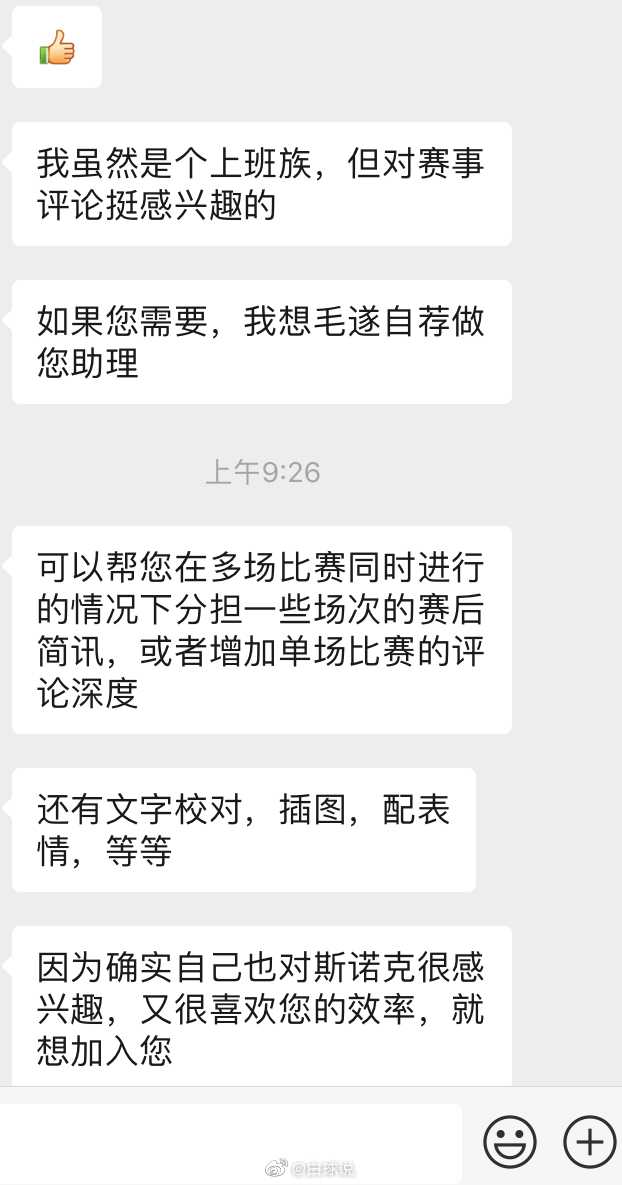 我虽然是个上班族，但对赛事
评论挺感兴趣的
如果您需要，我想毛遂自荐做
您助理
上午9:26
可以帮您在多场比赛同时进行
的情况下分担一些场次的赛后
简讯，或者增加单场比赛的评
论深度
还有文字校对，插图，配表
情，等等
因为确实自己也对斯诺克很感
兴趣，又很喜欢您的效率，就
想加入您
@白球说